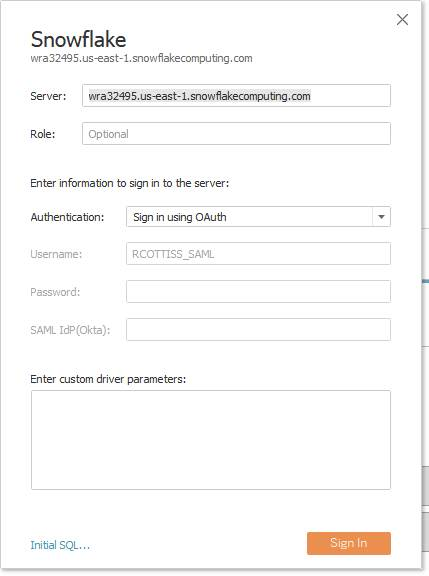 Snowflake
wra32495.us-east-1.snowflakecomputing.com
Server: wra32495.us-east-1.snowflakecomputing.com
Role: Optional
Enter information to sign in to the server:
Authentication: Sign in using OAuth
Username: RCOTTISS_SAML
Password:
SAML IdP(Okta):
Enter custom driver parameters:
Initial SQL... Sign In